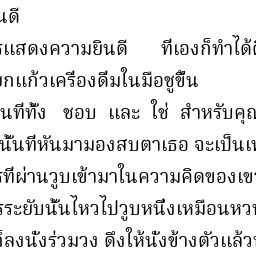 นดี
รแสดงความยินดี ที่เองก็ทำได้ดี
ยกแก้วเครื่องดื่มในมือชูขึ้น
นที่ทั้ง ชอบ และ ใช่ สำหรับคุณ
นั้นที่หันมามองสบตาเธอ จะเป็นเพ
รที่ผ่านวูบเข้ามาในความคิดของเขา
รระยับนั้นไหวไปวูบหนึ่งเหมือนหวน
ก็ลงนั่งร่วมวง ดึงให้นั่งข้างตัวแล้วบ